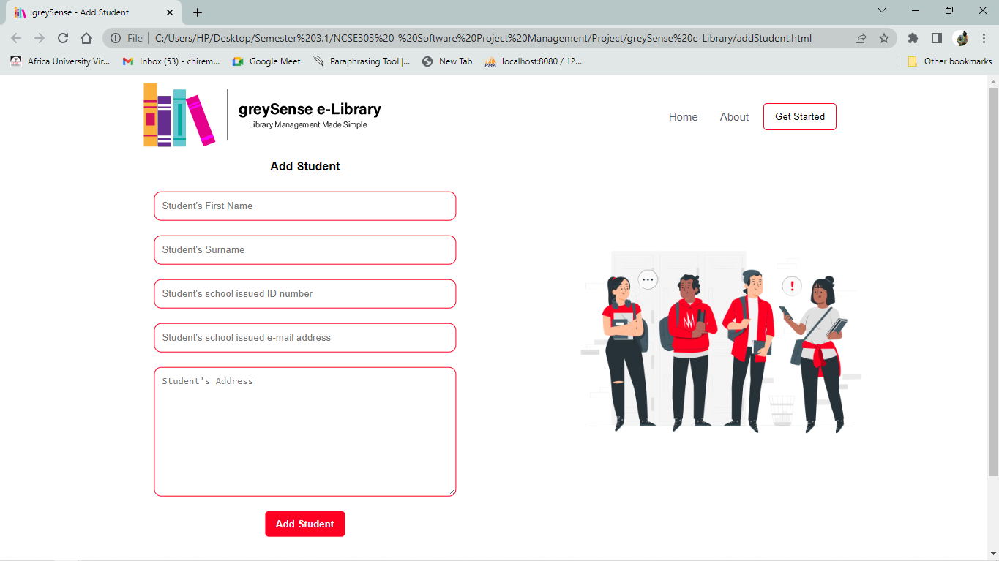 greySense - Add Student
File
C:/Users/HP/Desktop/Semester%203.1/NCSE303%20-%20Software%20Project%20Management/Project/greySense%20e-Library/addStudent.html
Africa University Vir...
Inbox (53) - chirem...
Google Meet
Paraphrasing Tool |...
New Tab
PMA
localhost:8080 / 12...
Other bookmarks
greySense e-Library
Library Management Made Simple
Home
About
Get Started
Add Student
Student's First Name
Student's Surname
Student's school issued ID number
Student's school issued e-mail address
Student's Address
!
Add Student